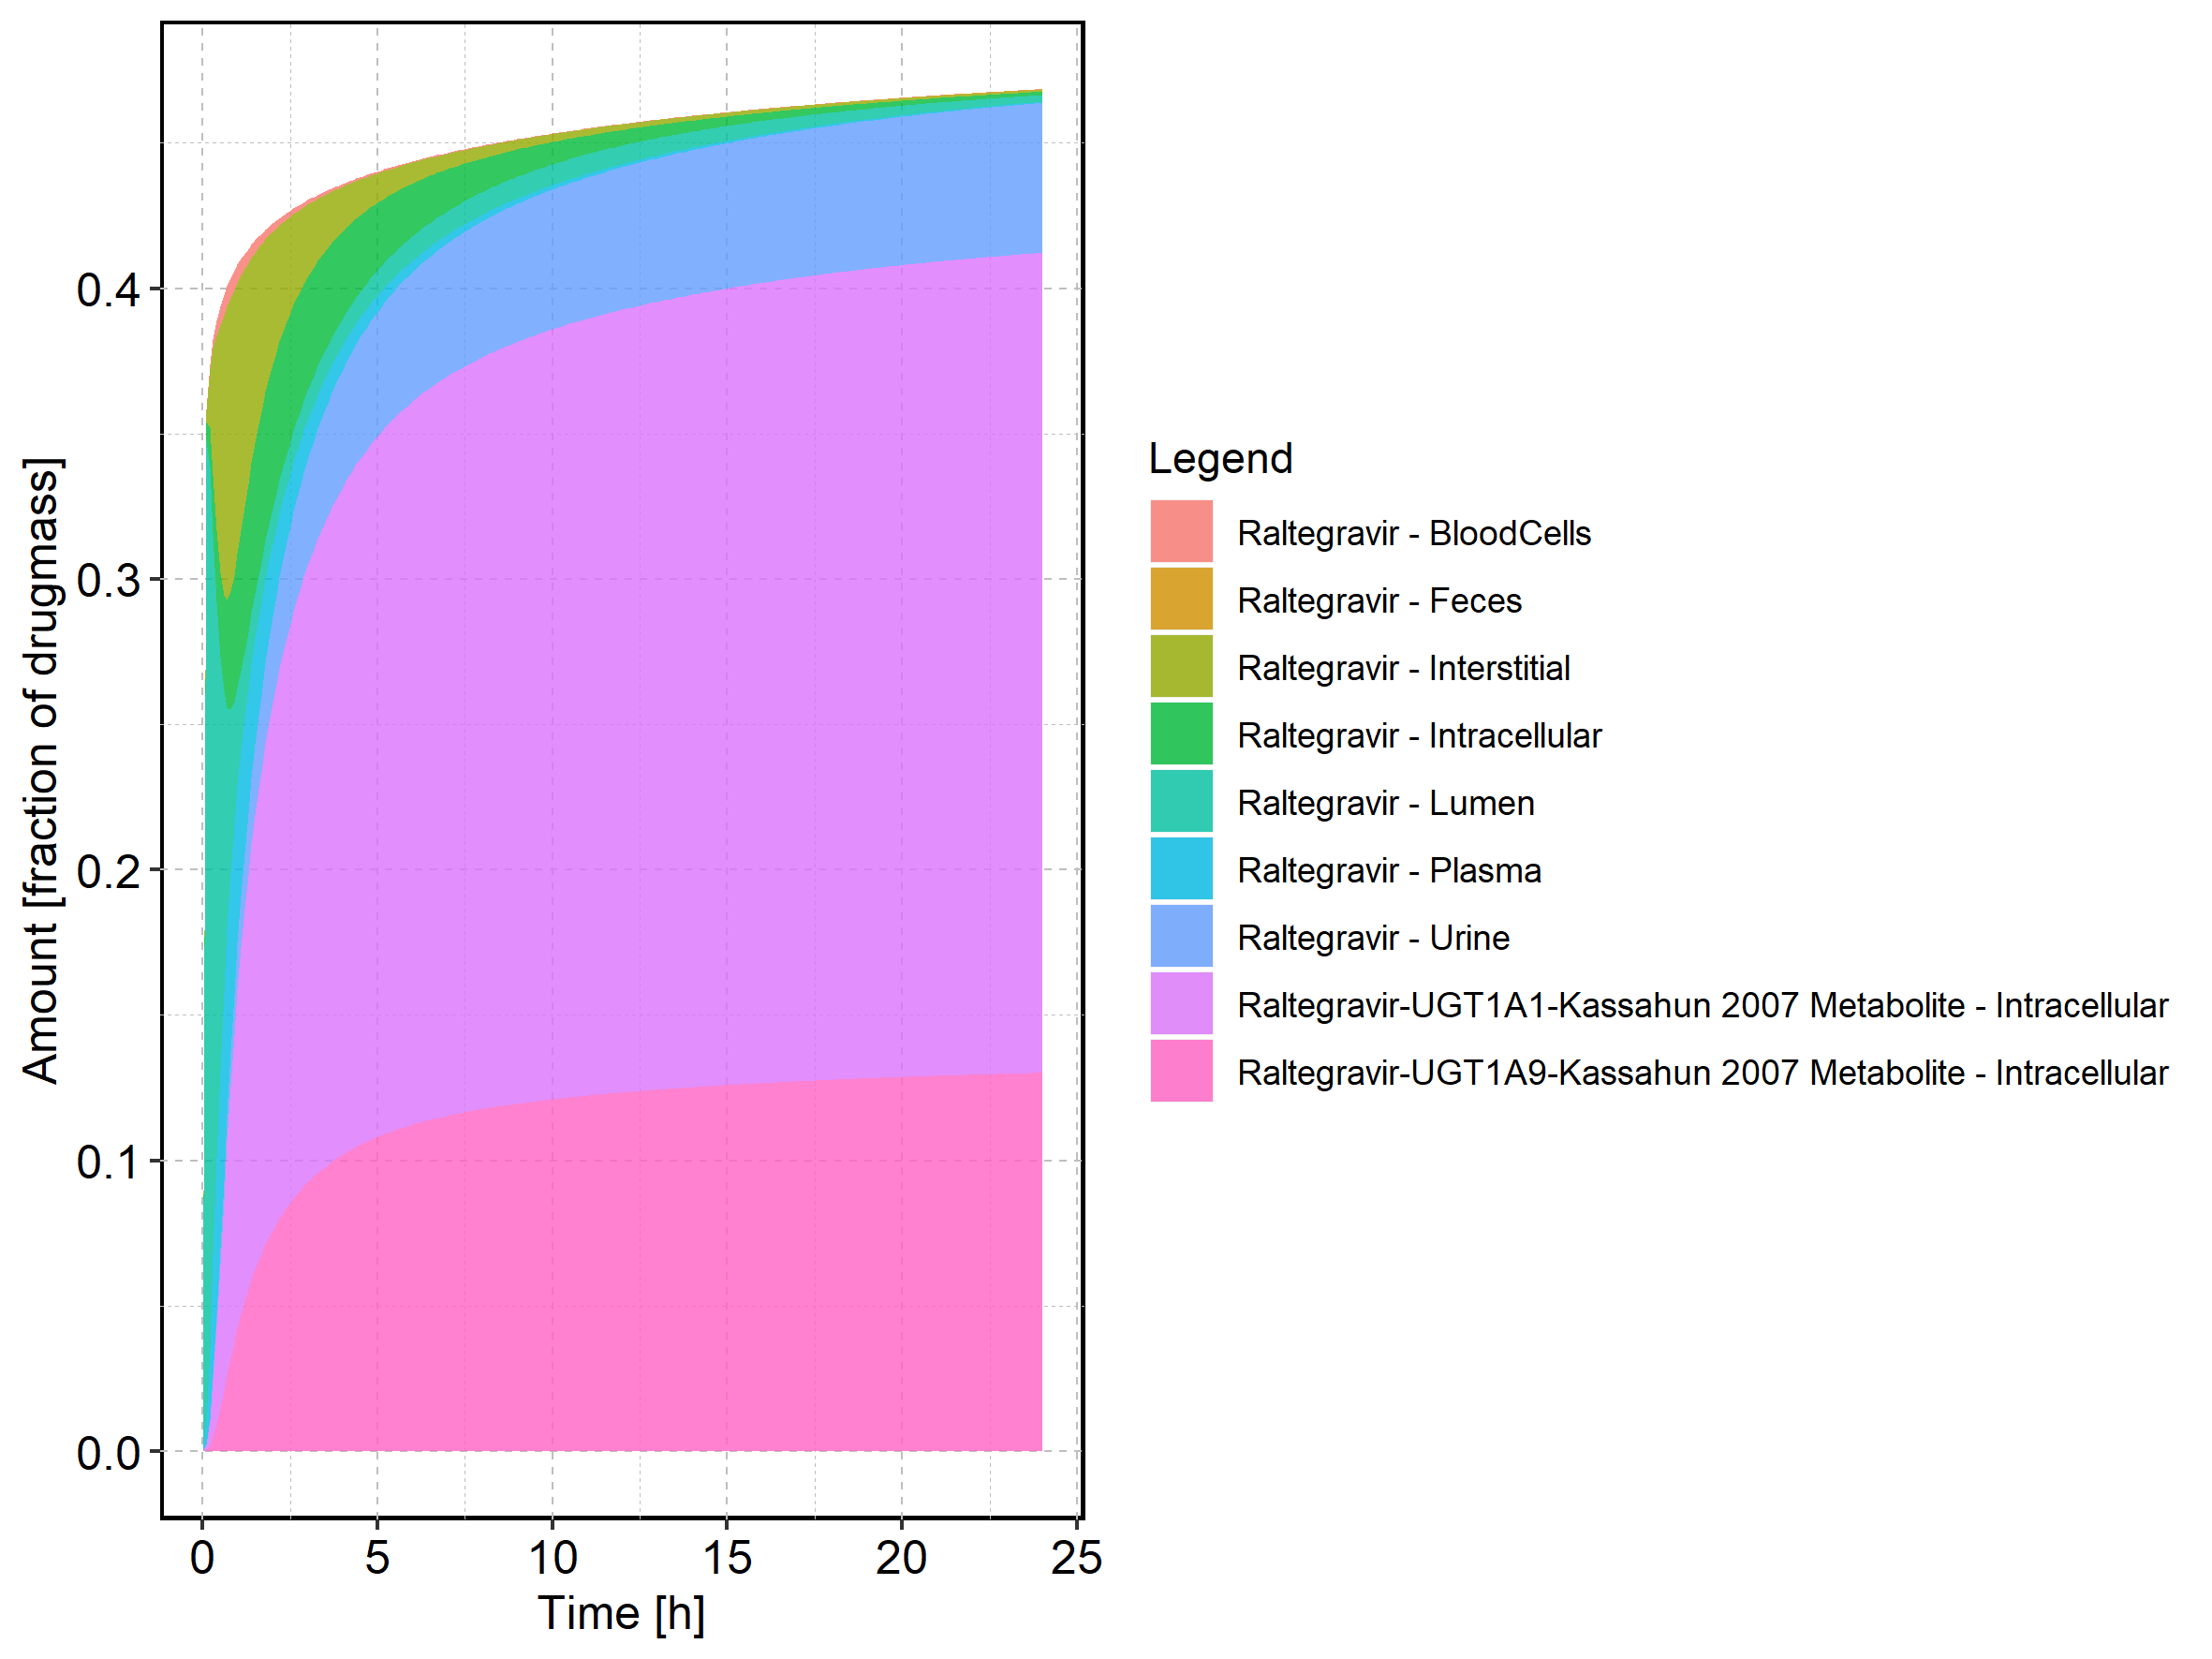 Amount [fraction of drugmass]
0.4
0.3
0.2
0.1
0.0
0 5 10 15 20 25
Time [h]
Legend
Raltegravir - BloodCells
Raltegravir - Feces
Raltegravir - Interstitial
Raltegravir - Intracellular
Raltegravir - Lumen
Raltegravir - Plasma
Raltegravir - Urine
Raltegravir-UGT1A1-Kassahun 2007 Metabolite - Intracellular
Raltegravir-UGT1A9-Kassahun 2007 Metabolite - Intracellular